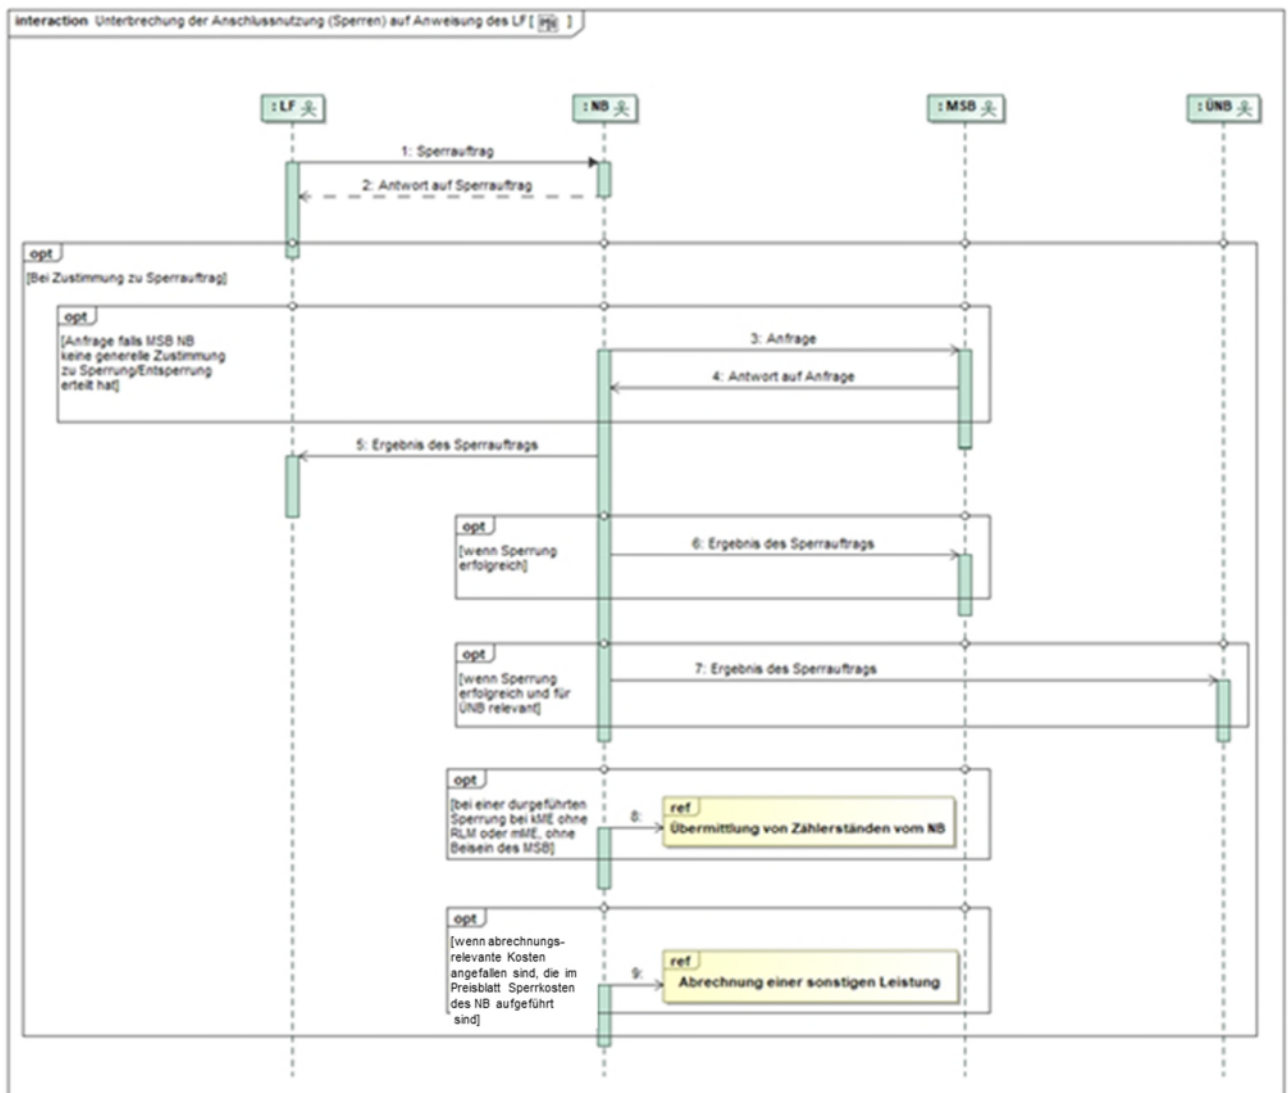 interaction Unterbrechung der Anschlussnutzung (Sperren) auf Anweisung des LF [ ]
: LF
: NB
: MSB
: ÜNB
1: Sperrauftrag
2: Antwort auf Sperrauftrag
opt
[Bei Zustimmung zu Sperrauftrag]
opt
[Anfrage falls MSB NB
keine generelle Zustimmung
zu Sperrung/Entsperrung
erteilt hat]
3: Anfrage
4: Antwort auf Anfrage
5: Ergebnis des Sperrauftrags
opt
[wenn Sperrung
erfolgreich]
6: Ergebnis des Sperrauftrags
opt
[wenn Sperrung
erfolgreich und für
ÜNB relevant]
7: Ergebnis des Sperrauftrags
opt
[bei einer durgeführten
Sperrung bei kME ohne
RLM oder mME, ohne
Beisein des MSB]
8:
ref
Übermittlung von Zählerständen vom NB
opt
[wenn abrechnungs-
relevante Kosten
angefallen sind, die im
Preisblatt Sperrkosten
des NB aufgeführt
sind]
9:
ref
Abrechnung einer sonstigen Leistung